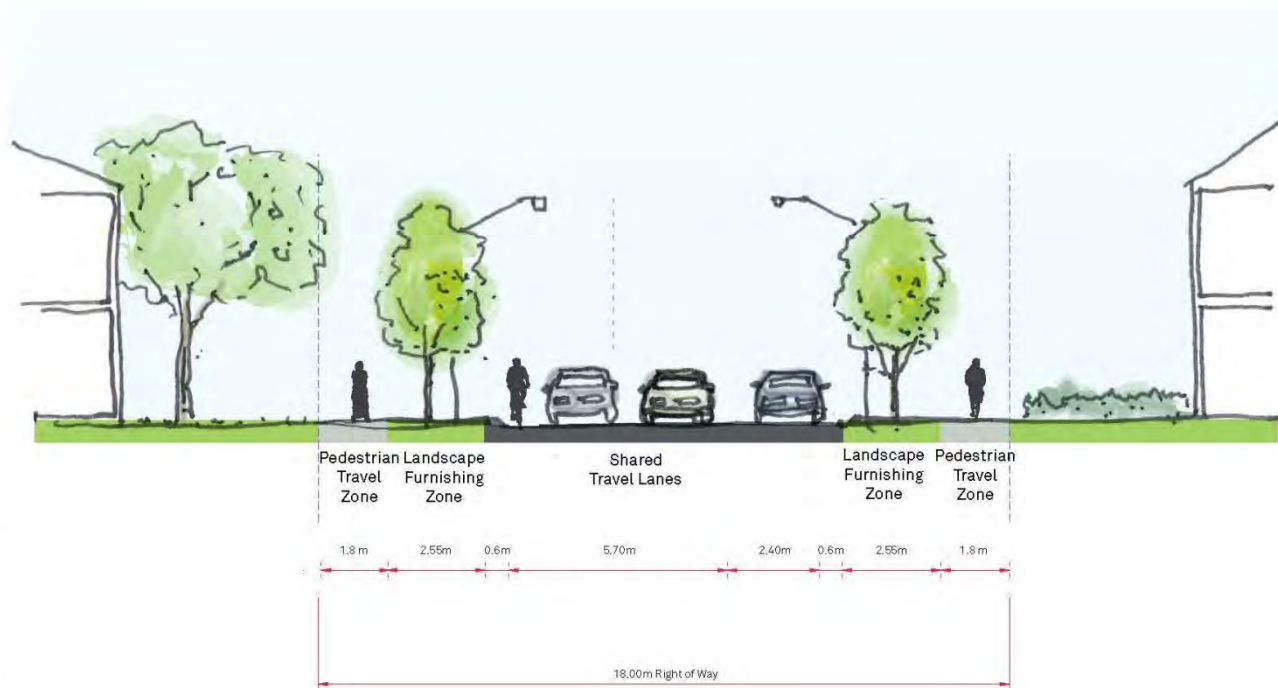 Pedestrian
Travel
Zone
Landscape
Furnishing
Zone
Shared
Travel Lanes
Landscape
Furnishing
Zone
Pedestrian
Travel
Zone
1.8 m
2.55m
0.6m
5.70m
2.40m
0.6m
2.55m
1.8 m
18.00m Right of Way